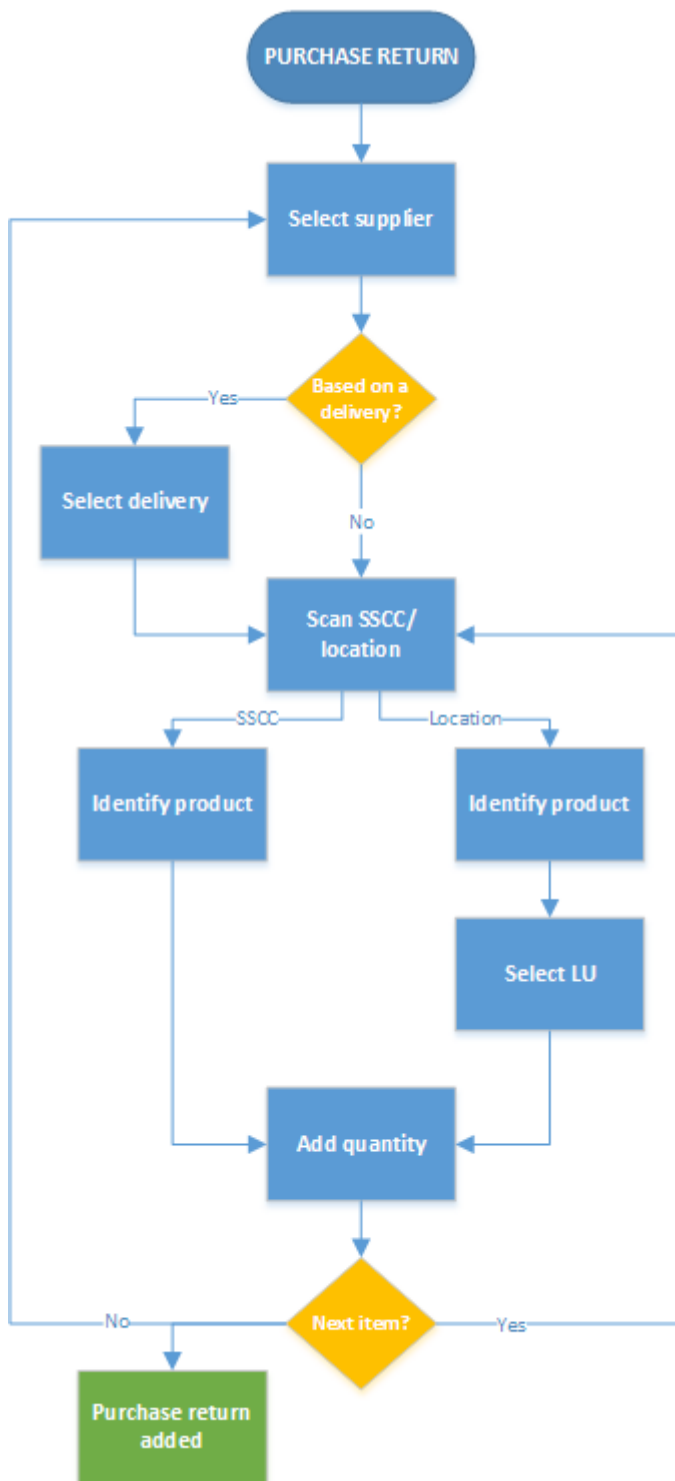 PURCHASE RETURN
Select supplier
Based on a
delivery?
Yes
Select delivery
No
Scan SSCC/
location
SSCC
Location
Identify product
Identify product
Select LU
Add quantity
Next item?
No
Yes
Purchase return
added